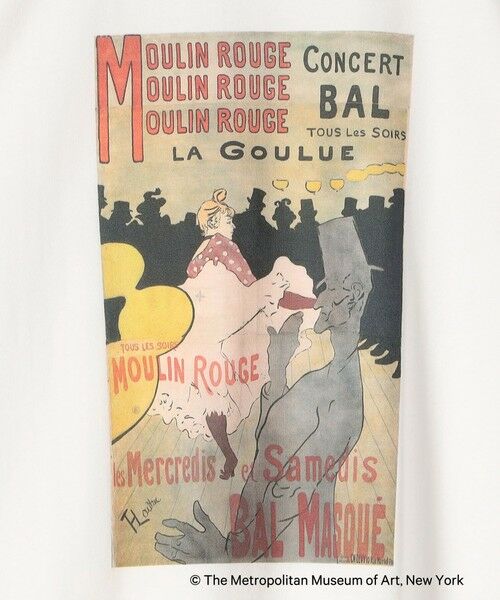 MOULIN ROUGE CONCERT
MOULIN ROUGE BAL
MOULIN ROUGE TOUS LES SOIRS
LA GOULUE
TOUS LES SOIRS
MOULIN ROUGE
les Mercredis et Samedis
BAL MASQUÉ
© The Metropolitan Museum of Art, New York